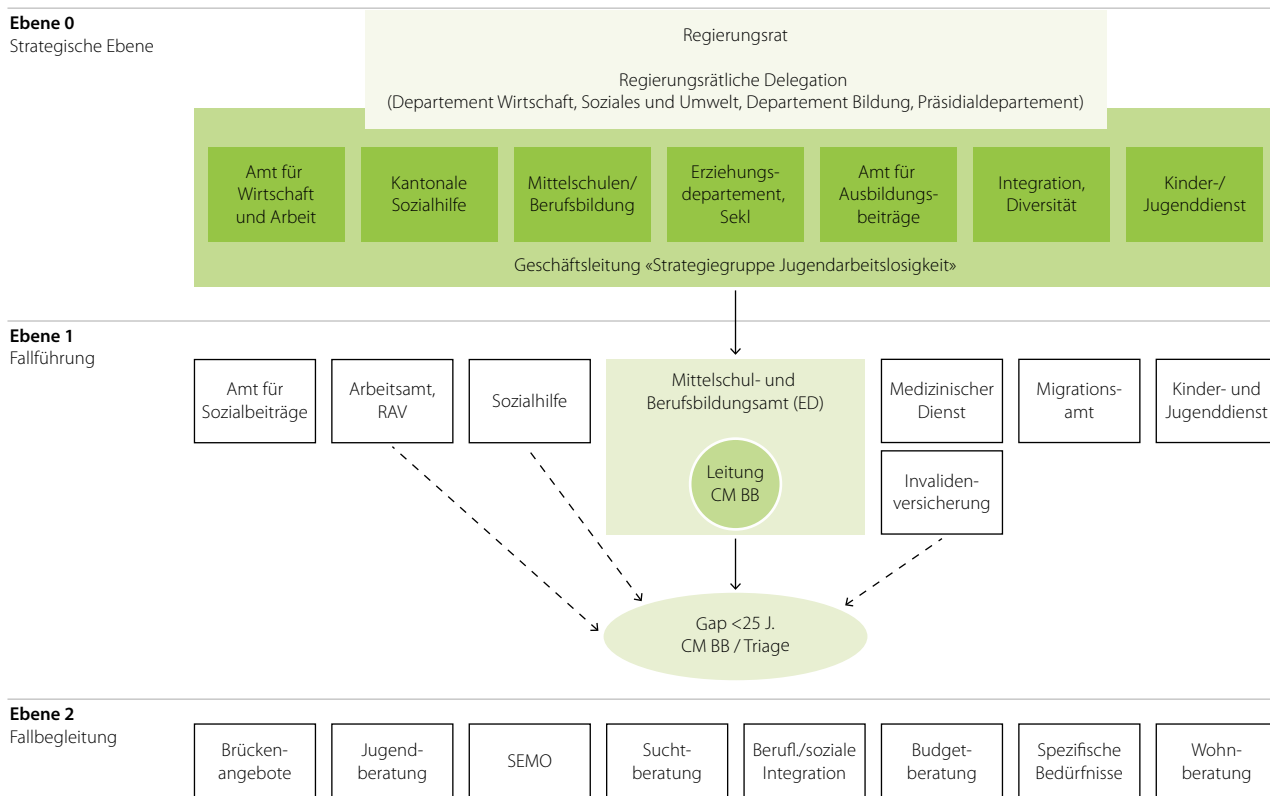 Ebene 0
Strategische Ebene
Regierungsrat
Regierungsrätliche Delegation
(Departement Wirtschaft, Soziales und Umwelt, Departement Bildung, Präsidialdepartement)
Amt für
Wirtschaft
und Arbeit
Kantonale
Sozialhilfe
Mittelschulen/
Berufsbildung
Erziehungs-
departement,
Sekl
Amt für
Ausbildungs-
beiträge
Integration,
Diversität
Kinder-/
Jugenddienst
Geschäftsleitung «Strategiegruppe Jugendarbeitslosigkeit»
Ebene 1
Fallführung
Amt für
Sozialbeiträge
Arbeitsamt,
RAV
Sozialhilfe
Mittelschul- und
Berufsbildungsamt (ED)
Leitung
CM BB
Medizinischer
Dienst
Migrations-
amt
Kinder- und
Jugenddienst
Invaliden-
versicherung
Gap <25 J.
CM BB / Triage
Ebene 2
Fallbegleitung
Brücken-
angebote
Jugend-
beratung
SEMO
Sucht-
beratung
Berufl./soziale
Integration
Budget-
beratung
Spezifische
Bedürfnisse
Wohn-
beratung